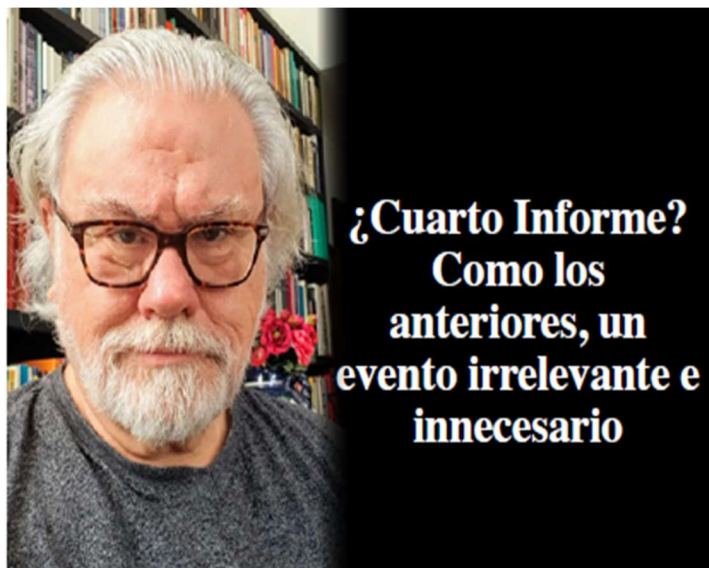 ¿Cuarto Informe?
Como los
anteriores, un
evento irrelevante e
innecesario